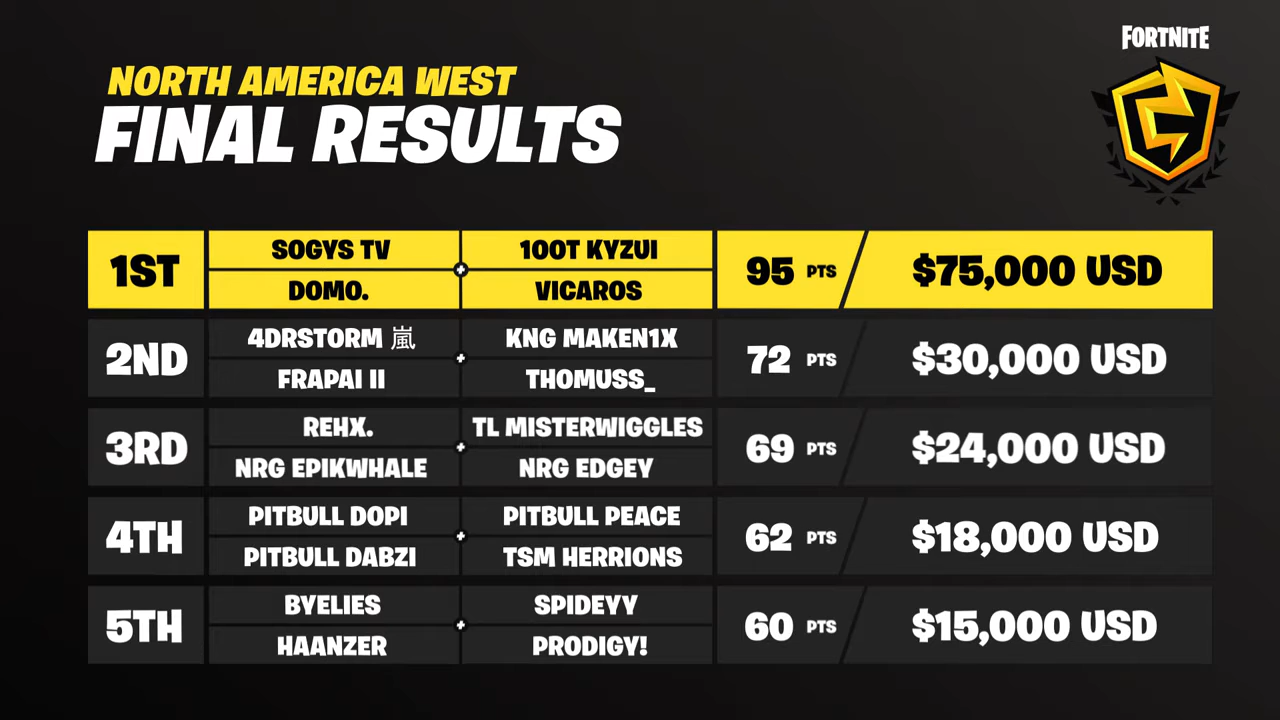 FORTNITE
NORTH AMERICA WEST
FINAL RESULTS
1ST
SOGYS TV
100T KYZUI
DOMO.
VICAROS
95 PTS
$75,000 USD
2ND
4DRSTORM 嵐
KNG MAKEN1X
FRAPAI II
THOMUSS_
72 PTS
$30,000 USD
3RD
REHX.
TL MISTERWIGGLES
NRG EPIKWHALE
NRG EDGEY
69 PTS
$24,000 USD
4TH
PITBULL DOPI
PITBULL PEACE
PITBULL DABZI
TSM HERRIONS
62 PTS
$18,000 USD
5TH
BYELIES
SPIDEYY
HAANZER
PRODIGY!
60 PTS
$15,000 USD